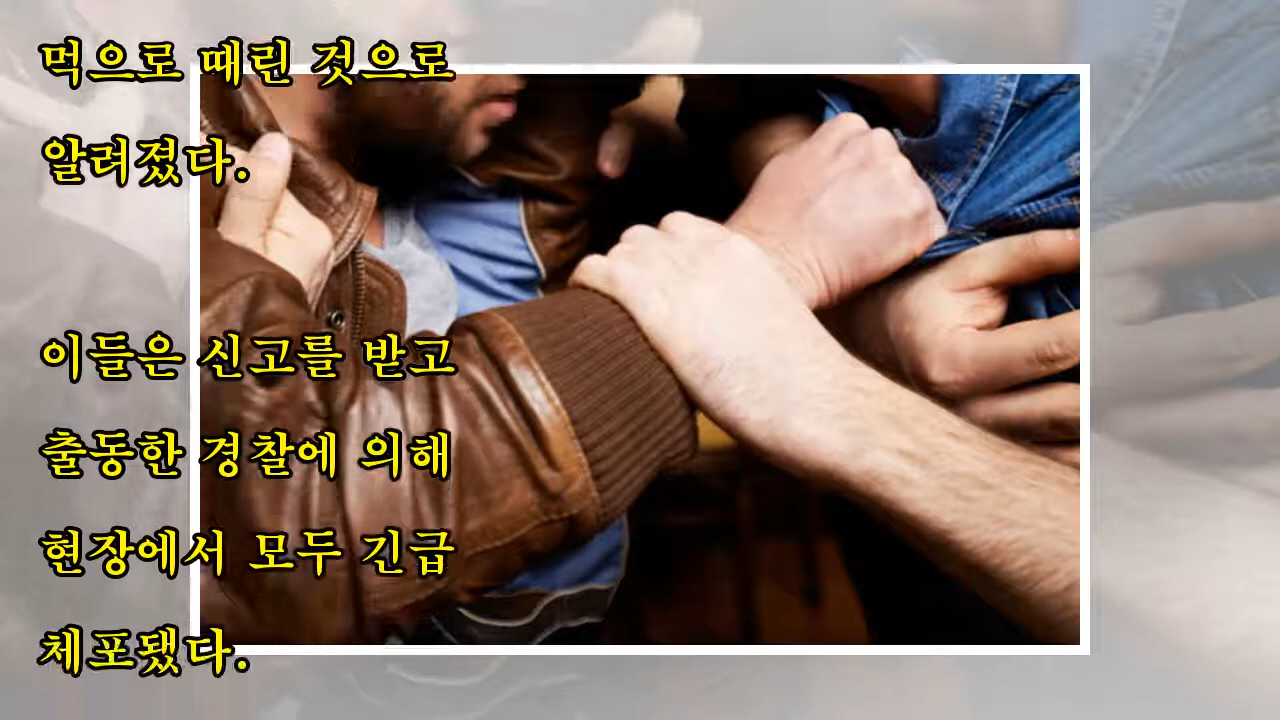 먹으로 때린 것으로
알려졌다.
이들은 신고를 받고
출동한 경찰에 의해
현장에서 모두 긴급
체포됐다.